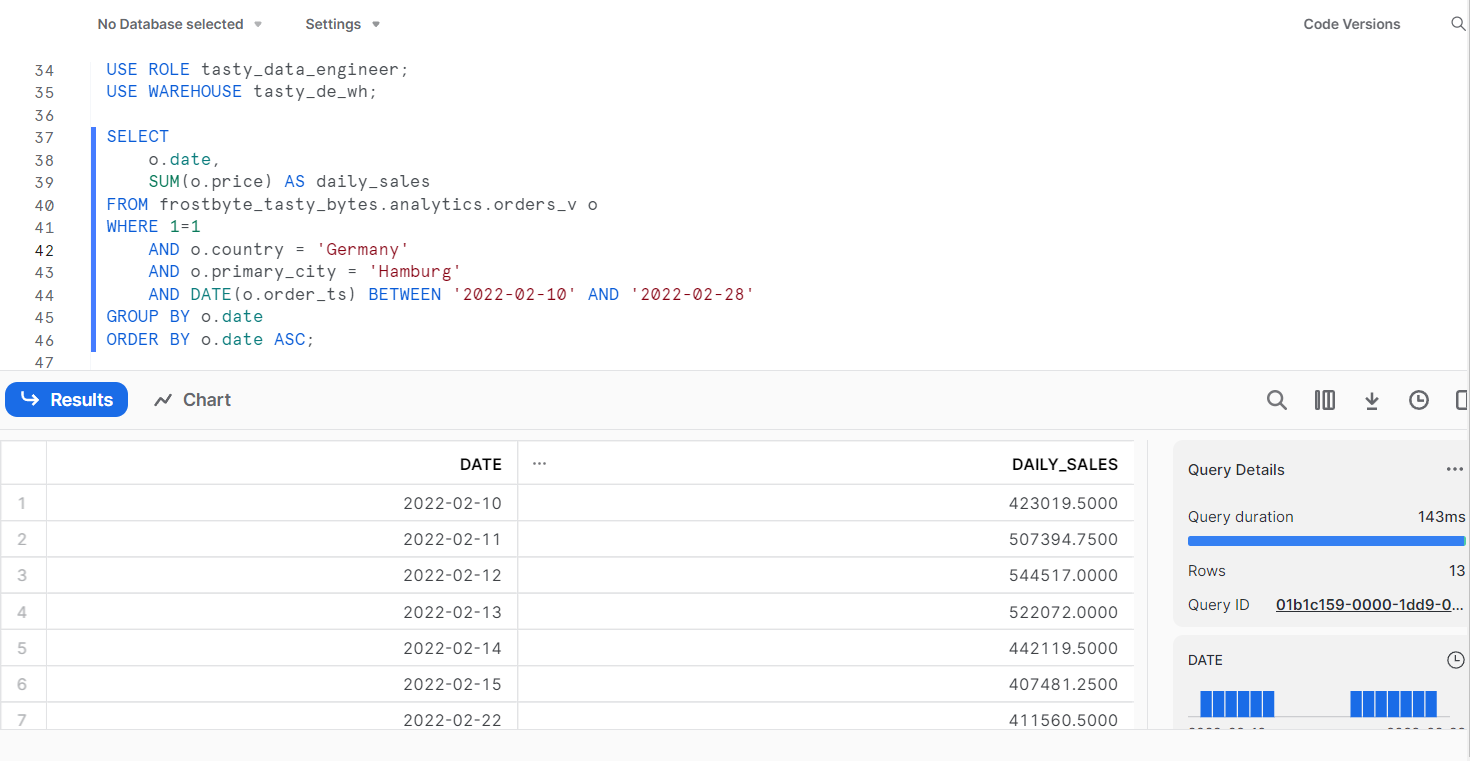 No Database selected Settings Code Versions
34 USE ROLE tasty_data_engineer;
35 USE WAREHOUSE tasty_de_wh;
36
37 SELECT
38 o.date,
39 SUM(o.price) AS daily_sales
40 FROM frostbyte_tasty_bytes.analytics.orders_v o
41 WHERE 1=1
42 AND o.country = 'Germany'
43 AND o.primary_city = 'Hamburg'
44 AND DATE(o.order_ts) BETWEEN '2022-02-10' AND '2022-02-28'
45 GROUP BY o.date
46 ORDER BY o.date ASC;
47
Results Chart
DATE ... DAILY_SALES
1 2022-02-10 423019.5000
2 2022-02-11 507394.7500
3 2022-02-12 544517.0000
4 2022-02-13 522072.0000
5 2022-02-14 442119.5000
6 2022-02-15 407481.2500
7 2022-02-22 411560.5000
Query Details ...
Query duration 143ms
Rows 13
Query ID 01b1c159-0000-1dd9-0...
DATE